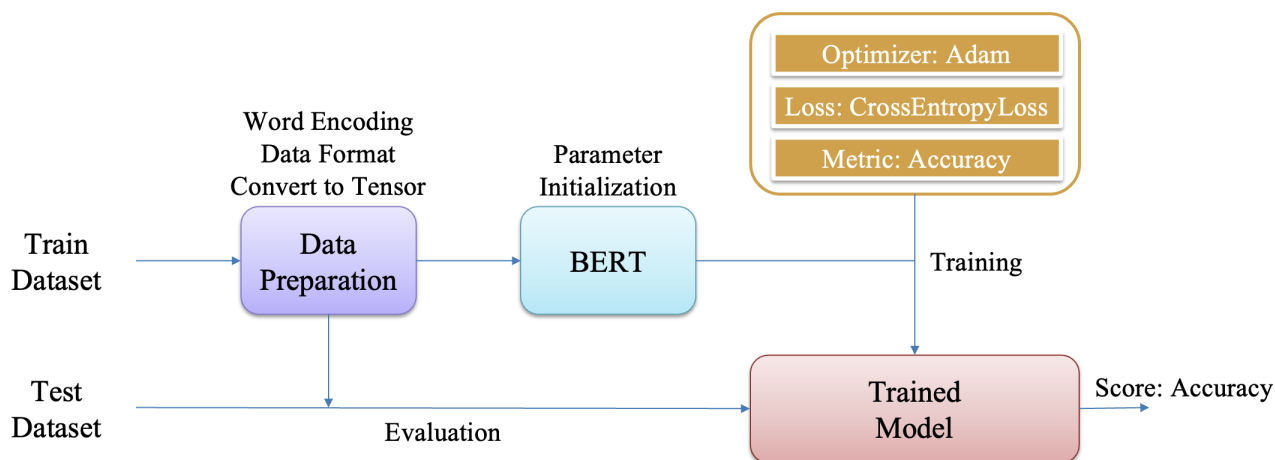 Optimizer: Adam
Loss: CrossEntropyLoss
Metric: Accuracy
Word Encoding
Data Format
Convert to Tensor
Parameter
Initialization
Train
Dataset
Data
Preparation
BERT
Training
Test
Dataset
Evaluation
Trained
Model
Score: Accuracy